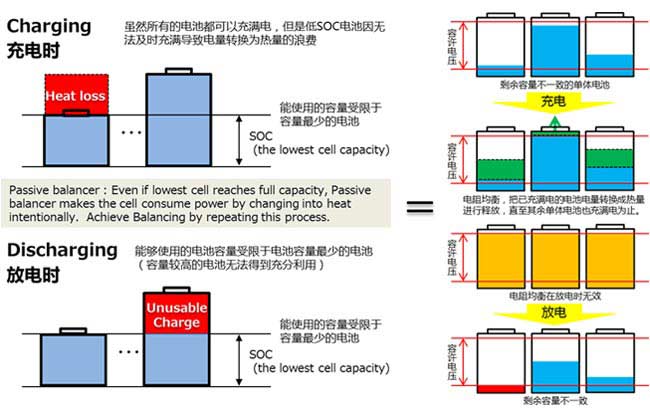 Charging
充电时
虽然所有的电池都可以充满电，但是低SOC电池因无
法及时充满导致电量转换为热量的浪费
Heat loss
能使用的容量受限于
容量最少的电池
SOC
(the lowest cell capacity)
Passive balancer : Even if lowest cell reaches full capacity, Passive
balancer makes the cell consume power by changing into heat
intentionally. Achieve Balancing by repeating this process.
Discharging
放电时
能够使用的电池容量受限于电池容量最少的电池
（容量较高的电池无法得到充分利用）
Unusable
Charge
能使用的容量受限于
容量最少的电池
SOC
(the lowest cell capacity)
=
容许电压
剩余容量不一致的单体电池
充电
容许电压
电阻均衡，把已充满电的电池电量转换成热量
进行释放，直至其余单体电池也充满电为止。
容许电压
电阻均衡在放电时无效
放电
容许电压
剩余容量不一致